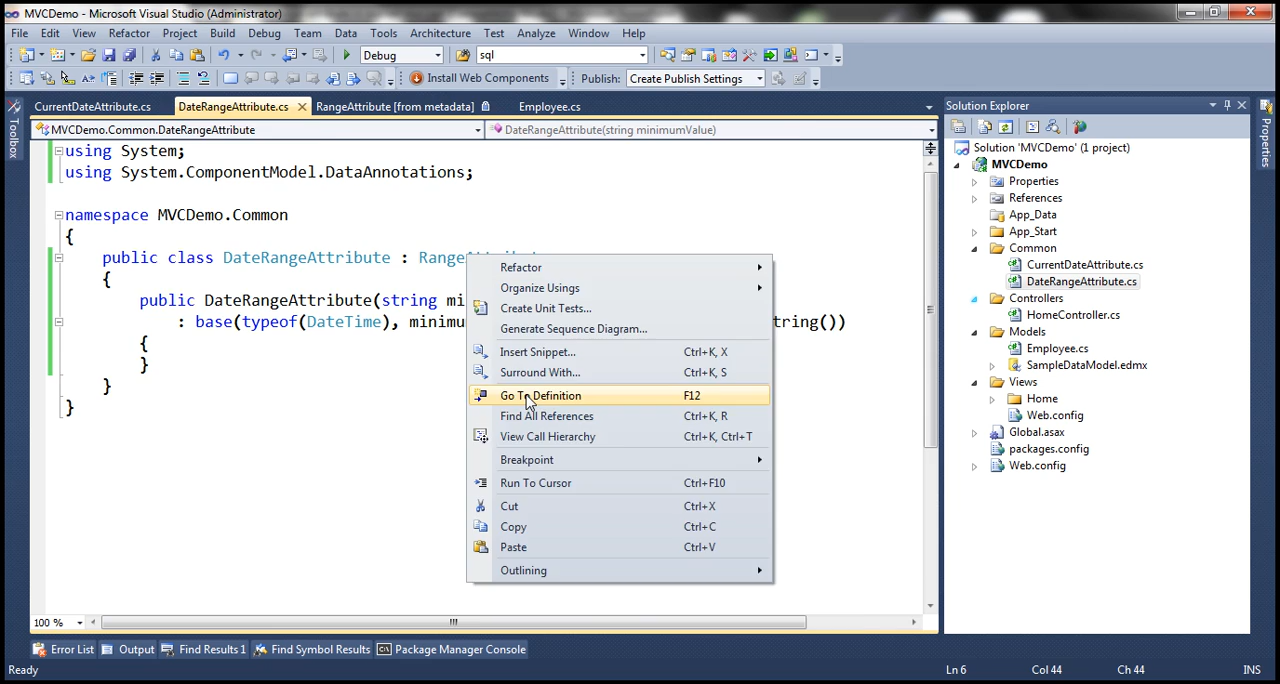 MVCDemo - Microsoft Visual Studio (Administrator)
File Edit View Refactor Project Build Debug Team Data Tools Architecture Test Analyze Window Help
Debug sql
Install Web Components Publish: Create Publish Settings
CurrentDateAttribute.cs DateRangeAttribute.cs RangeAttribute [from metadata] Employee.cs
MVCDemo.Common.DateRangeAttribute DateRangeAttribute(string minimumValue)
Toolbox
using System;
using System.ComponentModel.DataAnnotations;
namespace MVCDemo.Common
{
public class DateRangeAttribute :
{
public DateRangeAttribute(string
: base(typeof(DateTime),
{
}
}
}
Refactor
Organize Usings
Create Unit Tests...
Generate Sequence Diagram...
Insert Snippet... Ctrl+K, X
Surround With... Ctrl+K, S
Go To Definition F12
Find All References Ctrl+K, R
View Call Hierarchy Ctrl+K, Ctrl+T
Breakpoint
Run To Cursor Ctrl+F10
Cut Ctrl+X
Copy Ctrl+C
Paste Ctrl+V
Outlining
100 %
Solution Explorer
Solution 'MVCDemo' (1 project)
MVCDemo
Properties
References
App_Data
App_Start
Common
CurrentDateAttribute.cs
DateRangeAttribute.cs
Controllers
HomeController.cs
Models
Employee.cs
SampleDataModel.edmx
Views
Home
Web.config
Global.asax
packages.config
Web.config
Properties
Error List Output Find Results 1 Find Symbol Results Package Manager Console
Ready Ln 6 Col 44 Ch 44 INS